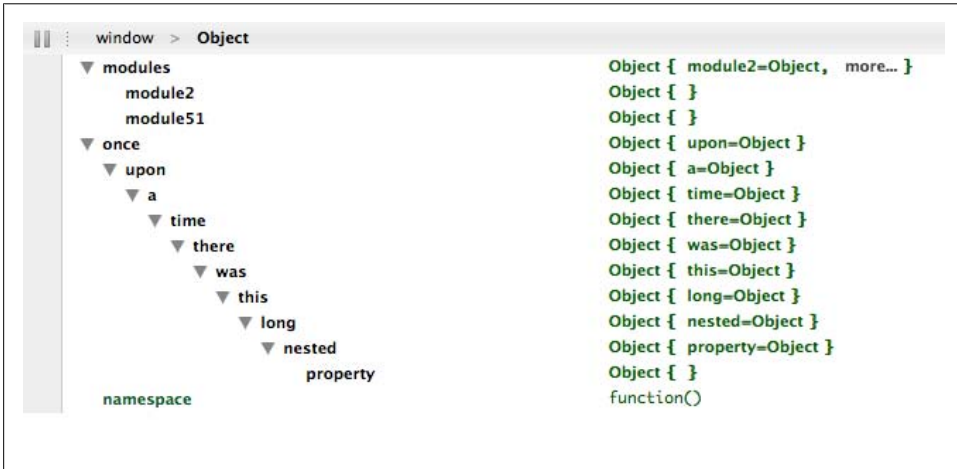 window > Object
modules Object { module2=Object, more... }
module2 Object { }
module51 Object { }
once Object { upon=Object }
upon Object { a=Object }
a Object { time=Object }
time Object { there=Object }
there Object { was=Object }
was Object { this=Object }
this Object { long=Object }
long Object { nested=Object }
nested Object { property=Object }
property Object { }
namespace function()